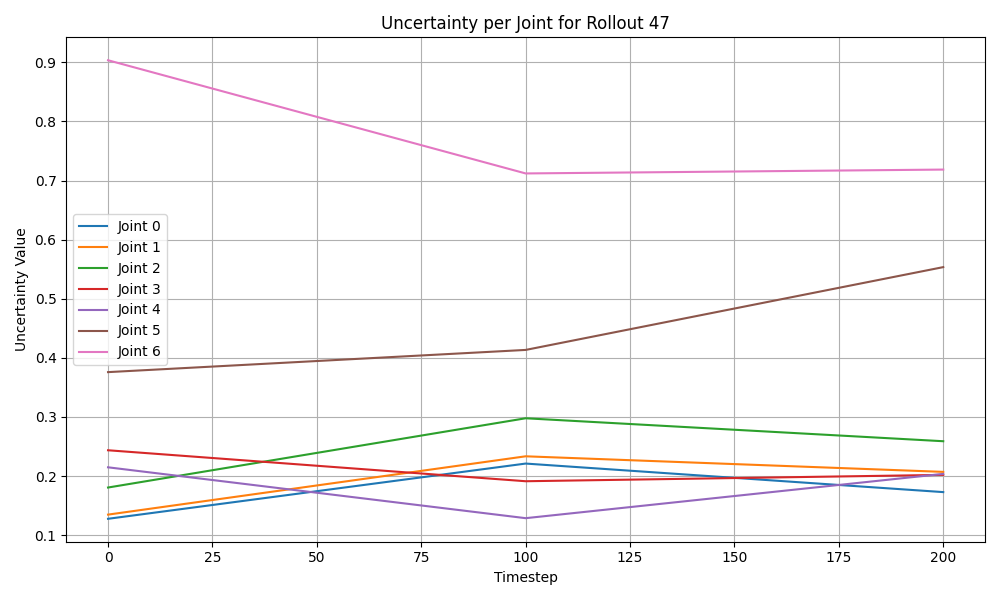 Uncertainty per Joint for Rollout 47
Uncertainty Value
0.9
0.8
0.7
0.6
0.5
0.4
0.3
0.2
0.1
Joint 0
Joint 1
Joint 2
Joint 3
Joint 4
Joint 5
Joint 6
0 25 50 75 100 125 150 175 200
Timestep